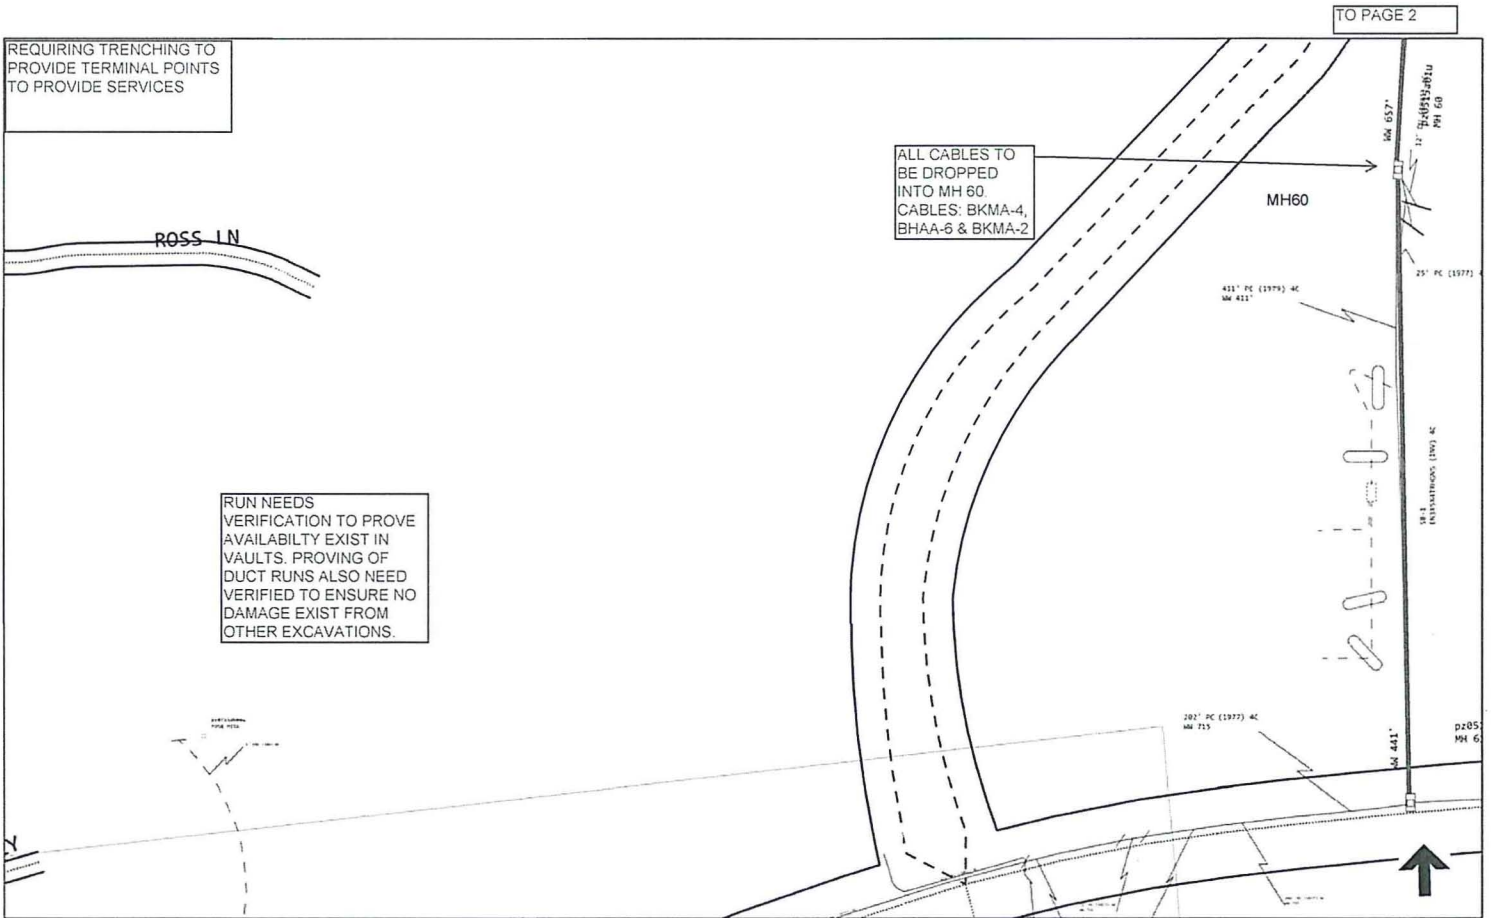 TO PAGE 2
REQUIRING TRENCHING TO
PROVIDE TERMINAL POINTS
TO PROVIDE SERVICES
WW 657'
MH 60
ALL CABLES TO
BE DROPPED
INTO MH 60.
CABLES: BKMA-4,
BHAA-6 & BKMA-2
MH60
ROSS LN
25' PC (1977)
411' PC (1979) 4C
WW 411'
RUN NEEDS
VERIFICATION TO PROVE
AVAILABILTY EXIST IN
VAULTS. PROVING OF
DUCT RUNS ALSO NEED
VERIFIED TO ENSURE NO
DAMAGE EXIST FROM
OTHER EXCAVATIONS.
202' PC (1977) 4C
WW 715
WW 441'
pz05
MH 6
Y